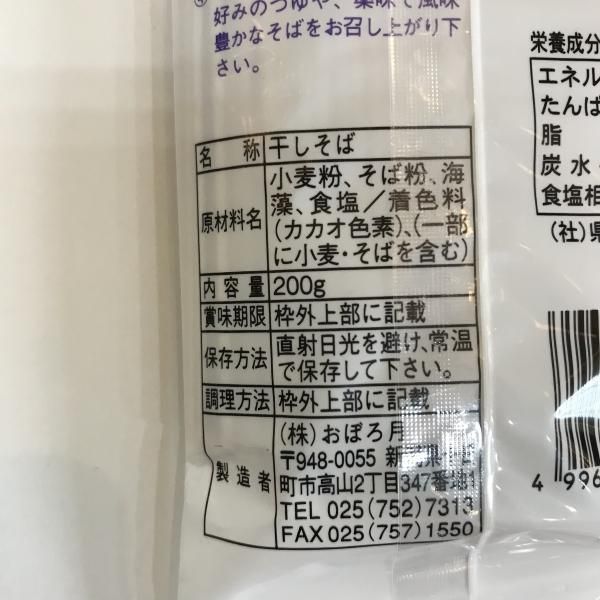 好みのつゆや、薬味で風味
豊かなそばをお召し上がり下
さい。
名 称 干しそば
原材料名 小麦粉、そば粉、海
藻、食塩/着色料
(カカオ色素)、(一部
に小麦・そばを含む)
内 容 量 200g
賞味期限 枠外上部に記載
保存方法 直射日光を避け、常温
で保存して下さい。
調理方法 枠外上部に記載
製 造 者 (株)おぼろ月
〒948-0055 新潟県十日
町市高山2丁目347番地1
TEL 025(752)7313
FAX 025(757)1550
栄養成分
エネル
たんぱ
脂
炭 水
食塩相
(社)県
4 996